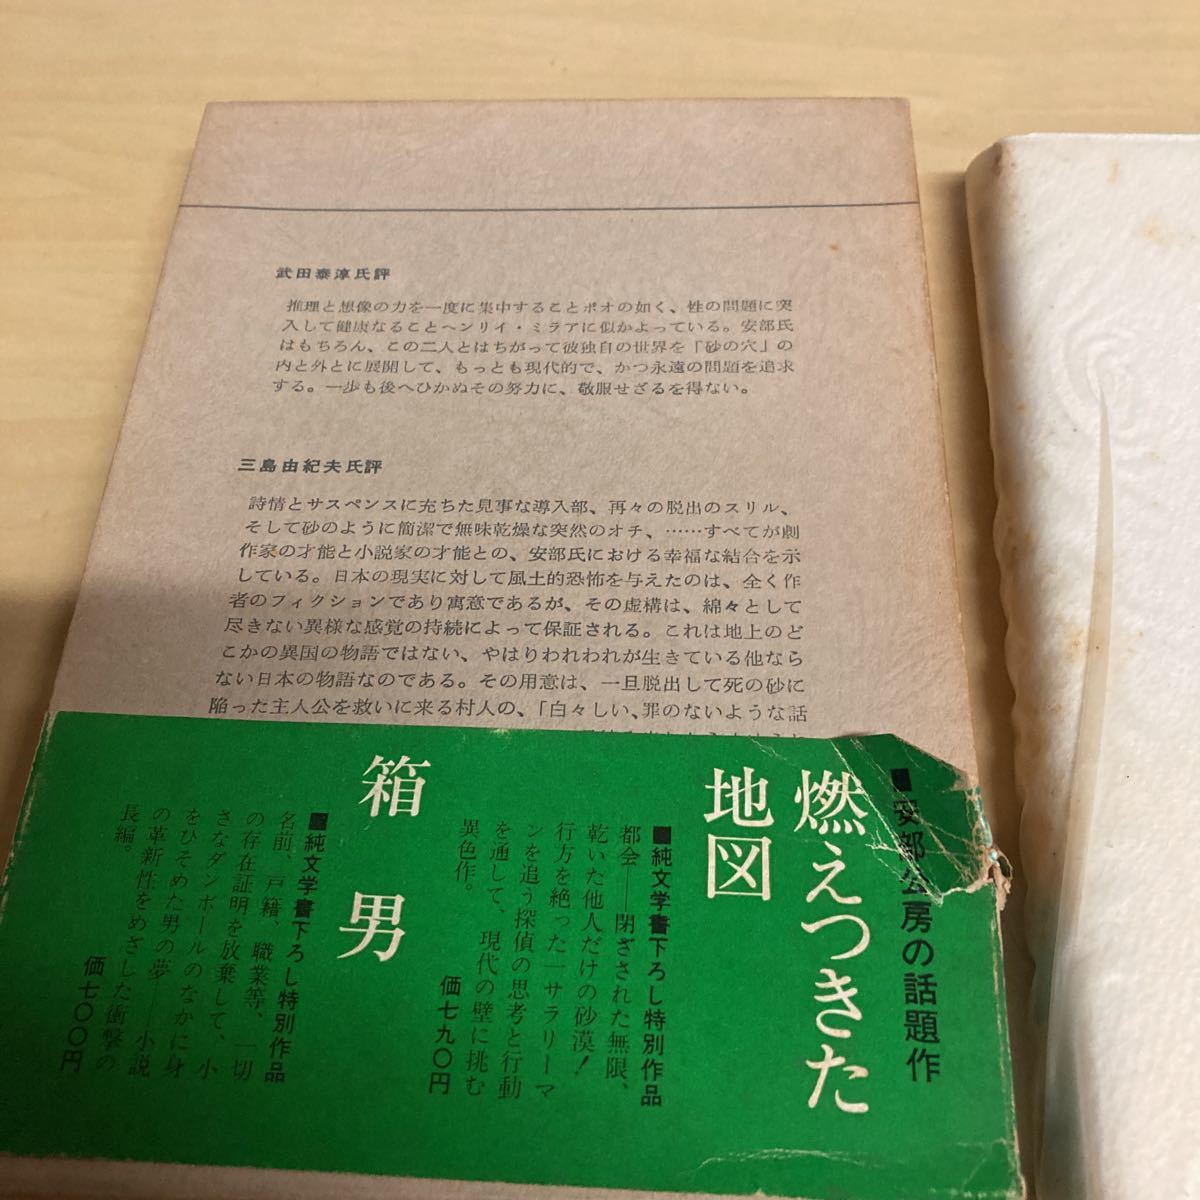 武田泰淳氏評
推理と想像の力を一度に集中することポオの如く、性の問題に突
入して健康なることヘンリイ・ミラアに似かよっている。安部氏
はもちろん、この二人とはちがって彼独自の世界を「砂の穴」の
内と外とに展開して、もっとも現代的で、かつ永遠の問題を追求
する。一歩も後へひかぬその努力に、敬服せざるを得ない。
三島由紀夫氏評
詩情とサスペンスに充ちた見事な導入部、再々の脱出のスリル、
そして砂のように簡潔で無味乾燥な突然のオチ、……すべてが劇
作家の才能と小説家の才能との、安部氏における幸福な結合を示
している。日本の現実に対して風土的恐怖を与えたのは、全く作
者のフィクションであり寓意であるが、その虚構は、綿々として
尽きない異様な感覚の持続によって保証される。これは地上のど
こかの異国の物語ではない、やはりわれわれが生きている他なら
ない日本の物語なのである。その用意は、一旦脱出して死の砂に
陥った主人公を救いに来る村人の、「白々しい、罪のないような話
■安部公房の話題作
燃えつきた
地図
■純文学書下ろし特別作品
都会――閉ざされた無限、
乾いた他人だけの砂漠！
行方を絶った一サラリーマ
ンを追う探偵の思考と行動
を通して、現代の壁に挑む
異色作。
価七九〇円
箱男
■純文学書下ろし特別作品
名前、戸籍、職業等、一切
の存在証明を放棄して、小
さなダンボールのなかに身
をひそめた男の夢――小説
の革新性をめざした衝撃の
長編。
価七〇〇円